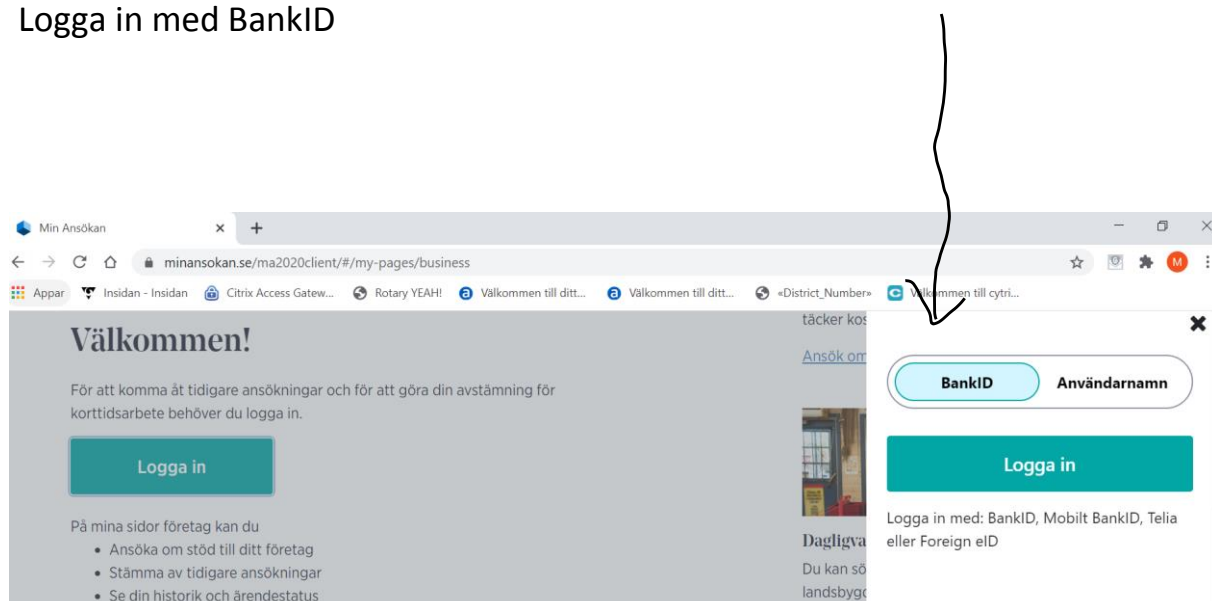 Logga in med BankID
Min Ansökan
minansokan.se/ma2020client/#/my-pages/business
M
Appar Insidan - Insidan Citrix Access Gatew... Rotary YEAH! Välkommen till ditt... Välkommen till ditt... «District_Number» Välkommen till cytri...
Välkommen!
För att komma åt tidigare ansökningar och för att göra din avstämning för
korttidsarbete behöver du logga in.
Logga in
På mina sidor företag kan du
• Ansöka om stöd till ditt företag
• Stämma av tidigare ansökningar
• Se din historik och ärendestatus
täcker kos
Ansök om
Dagligva
Du kan sö
landsbygd
BankID Användarnamn
Logga in
Logga in med: BankID, Mobilt BankID, Telia
eller Foreign eID